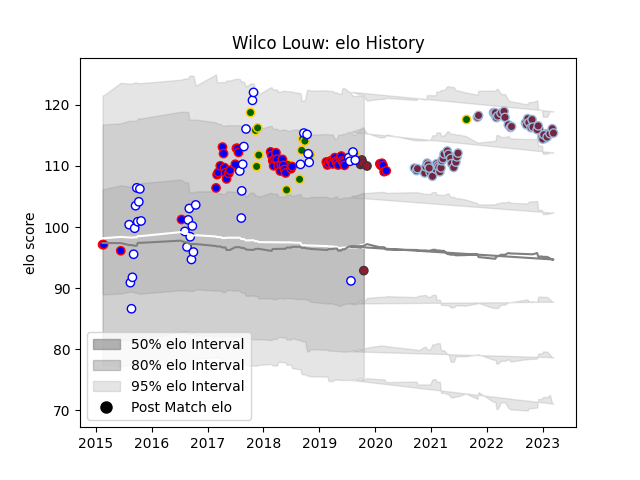 Wilco Louw: elo History
elo score
120
110
100
90
80
70
50% elo Interval
80% elo Interval
95% elo Interval
Post Match elo
2015 2016 2017 2018 2019 2020 2021 2022 2023